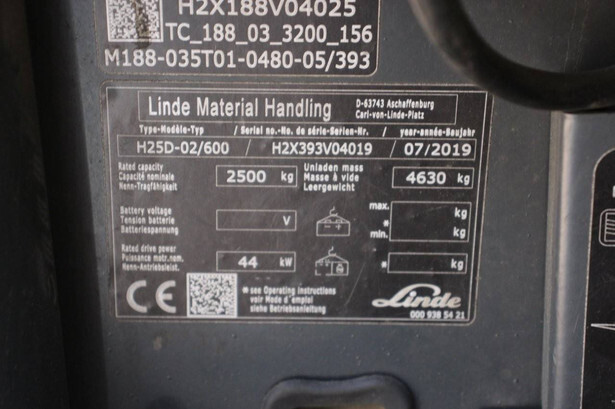 H2X188V04025
TC_188_03_3200_156
M188-035T01-0480-05/393
Linde Material Handling
D-63743 Aschaffenburg
Carl-von-Linde-Platz
Type-Modèle-Typ / Serial no.-No. de série-Serien-Nr. / year-année-Baujahr
H25D-02/600 / H2X393V04019 / 07/2019
Rated capacity
Capacité nominale
Nenn-Tragfähigkeit
2500 kg
Unladen mass
Masse à vide
Leergewicht
4630 kg
Battery voltage
Tension batterie
Batteriespannung
V
max. kg
*
min. kg
Rated drive power
Puissance motr.nom.
Nenn-Antriebsleist.
44 kW
* kg
CE
* see Operating instructions
voir Mode d'emploi
siehe Betriebsanleitung
Linde
000 938 54 21